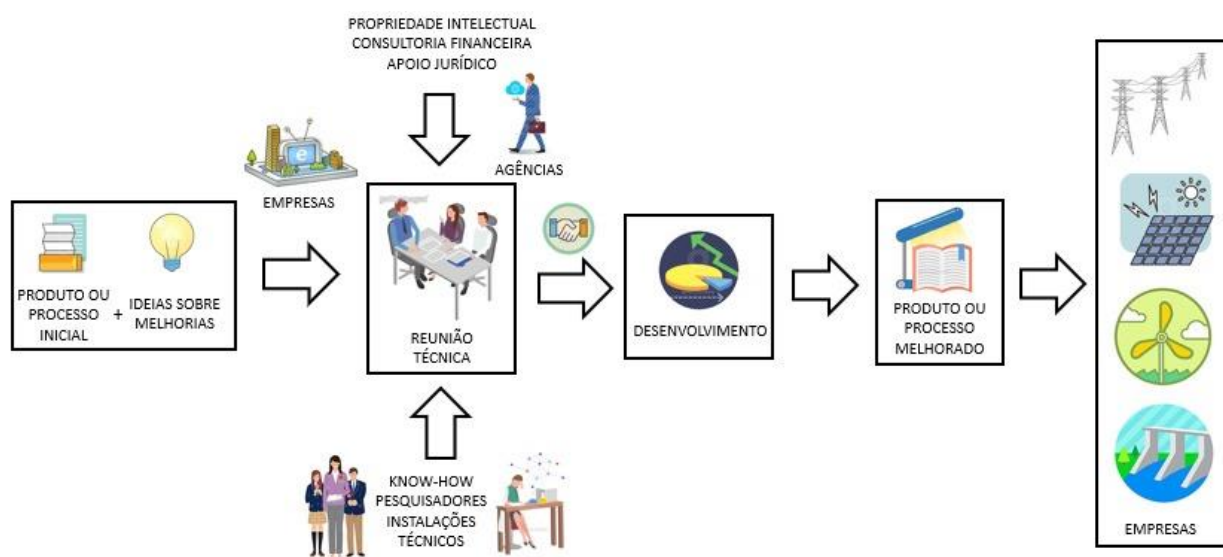 PROPRIEDADE INTELECTUAL
CONSULTORIA FINANCEIRA
APOIO JURÍDICO
AGÊNCIAS
EMPRESAS
PRODUTO OU
PROCESSO
INICIAL
+
IDEIAS SOBRE
MELHORIAS
REUNIÃO
TÉCNICA
DESENVOLVIMENTO
PRODUTO OU
PROCESSO
MELHORADO
KNOW-HOW
PESQUISADORES
INSTALAÇÕES
TÉCNICOS
EMPRESAS